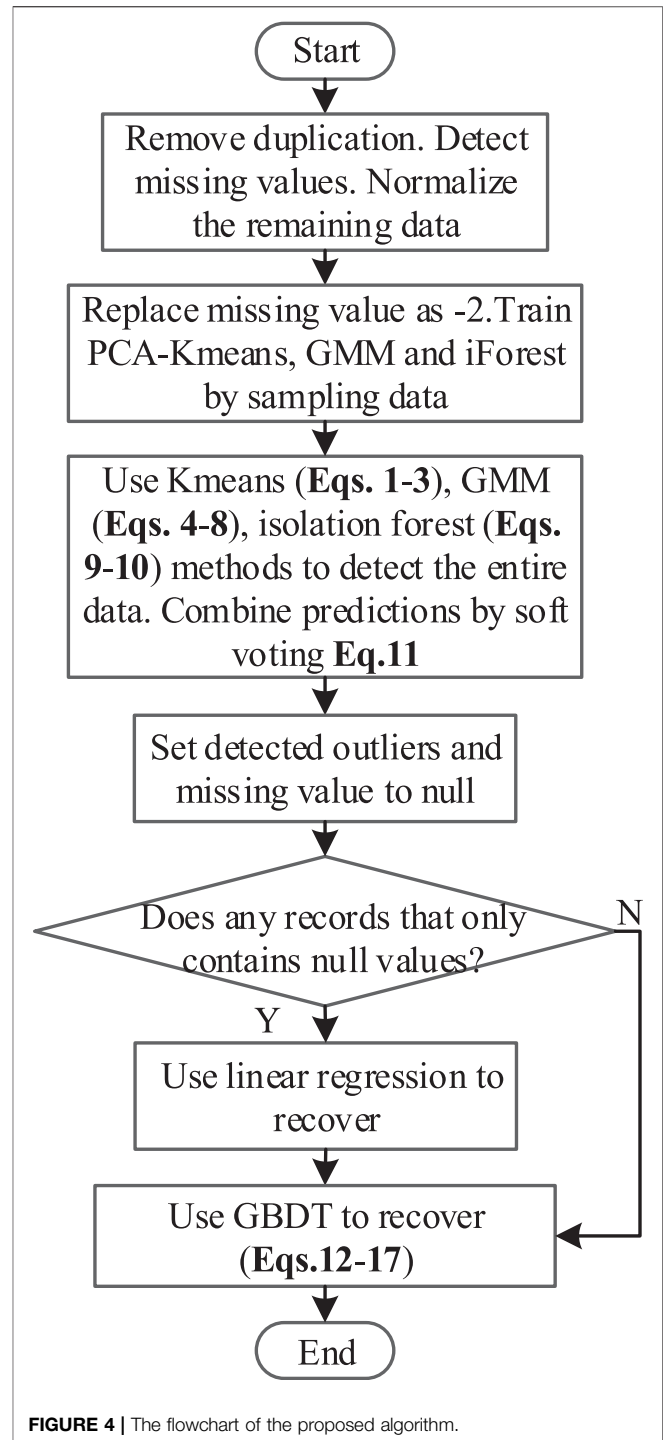 Start
Remove duplication. Detect
missing values. Normalize
the remaining data
Replace missing value as -2.Train
PCA-Kmeans, GMM and iForest
by sampling data
Use Kmeans (Eqs. 1-3), GMM
(Eqs. 4-8), isolation forest (Eqs.
9-10) methods to detect the entire
data. Combine predictions by soft
voting Eq.11
Set detected outliers and
missing value to null
Does any records that only
contains null values?
N
Y
Use linear regression to
recover
Use GBDT to recover
(Eqs.12-17)
End
FIGURE 4 | The flowchart of the proposed algorithm.